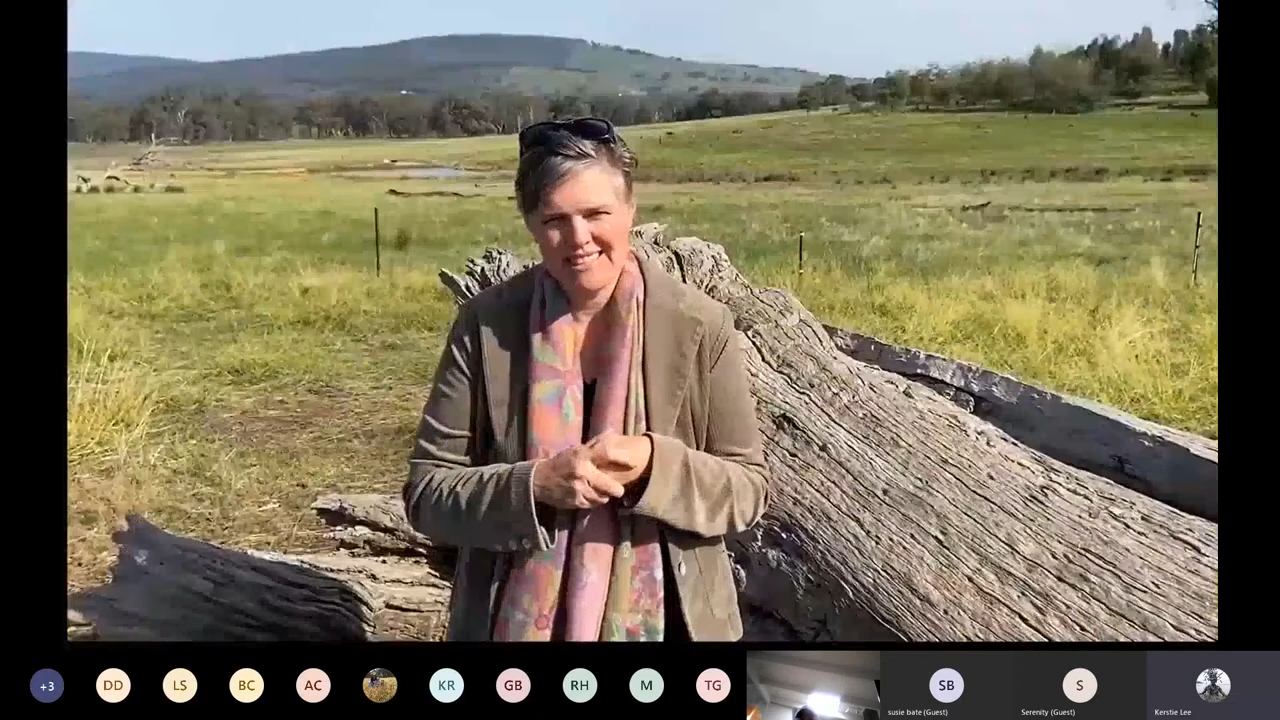 +3
DD
LS
BC
AC
KR
GB
RH
M
TG
SB
susie bate (Guest)
S
Serenity (Guest)
Kerstie Lee